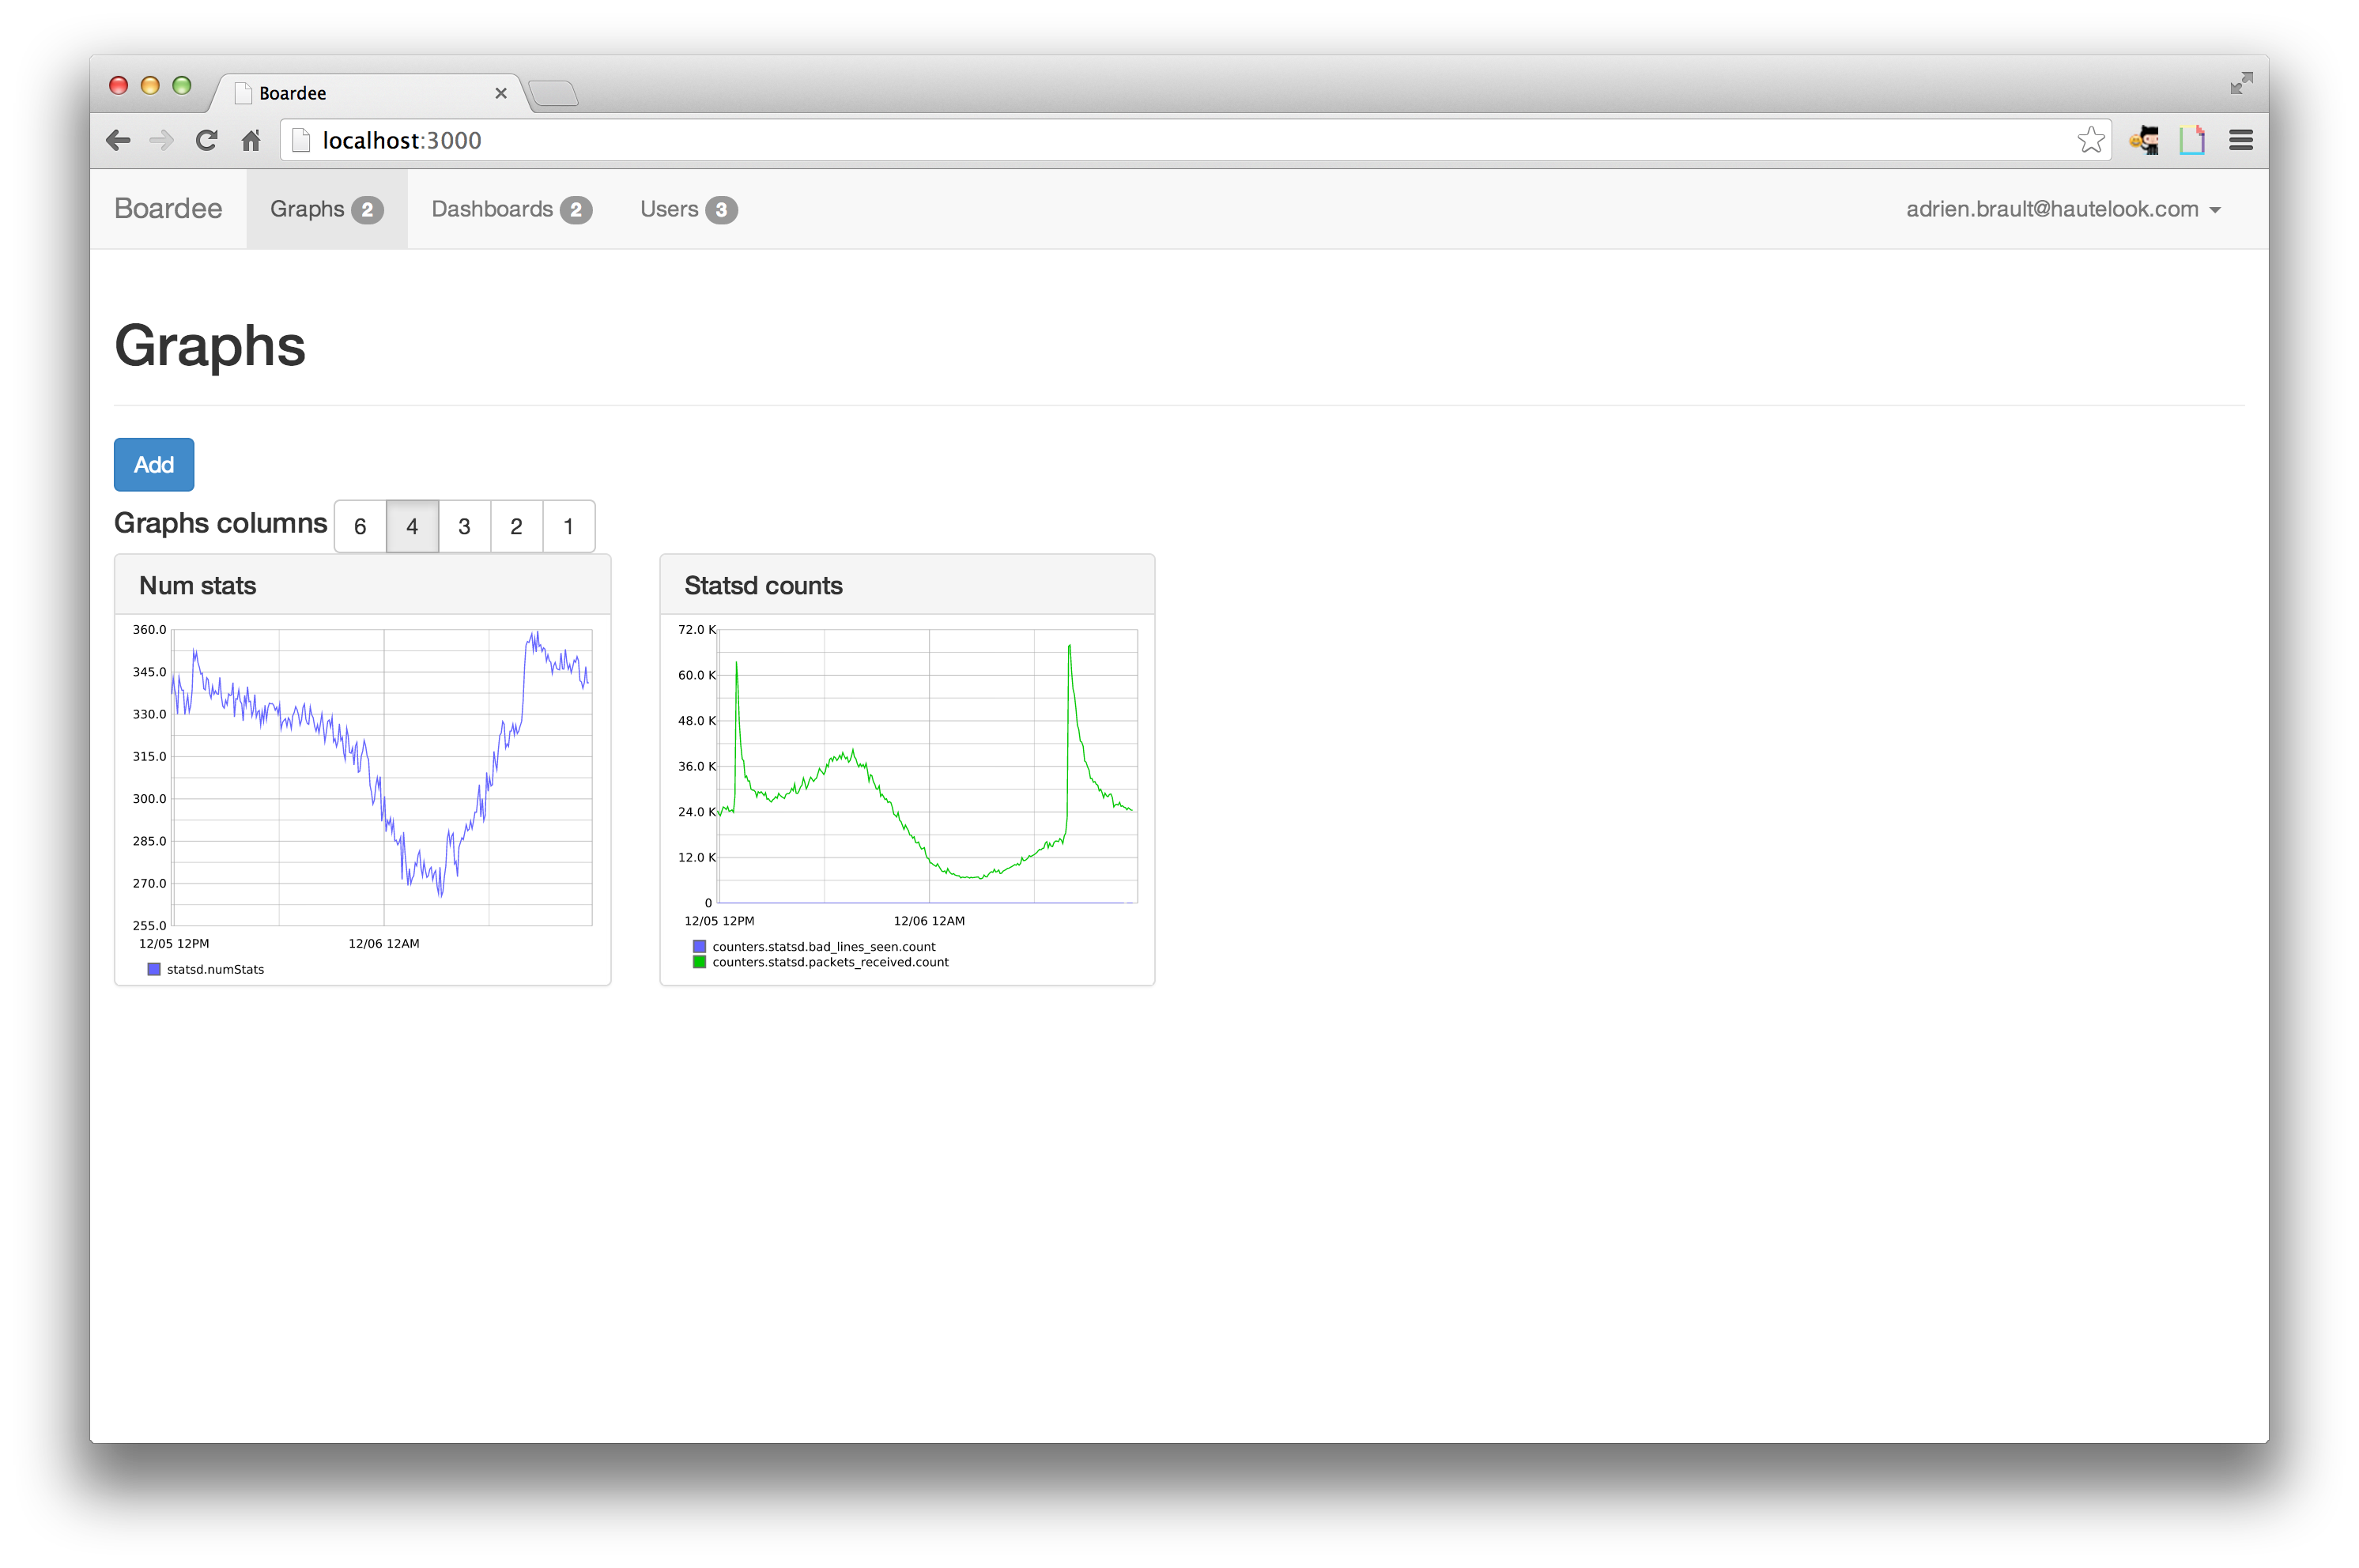 Boardee
localhost:3000
Boardee Graphs 2 Dashboards 2 Users 3 adrien.brault@hautelook.com
Graphs
Add
Graphs columns 6 4 3 2 1
Num stats
360.0
345.0
330.0
315.0
300.0
285.0
270.0
255.0
12/05 12PM 12/06 12AM
statsd.numStats
Statsd counts
72.0 K
60.0 K
48.0 K
36.0 K
24.0 K
12.0 K
0
12/05 12PM 12/06 12AM
counters.statsd.bad_lines_seen.count
counters.statsd.packets_received.count